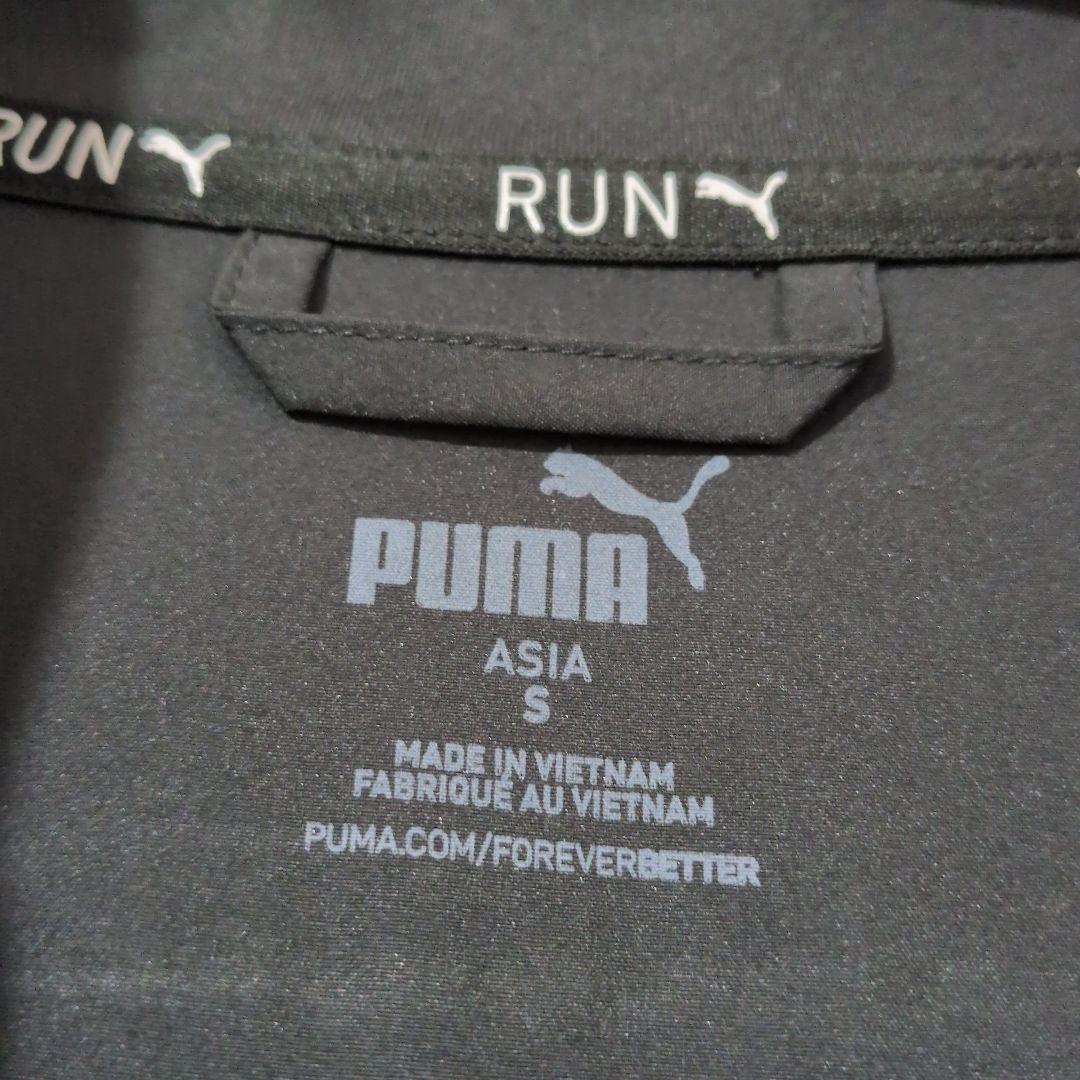 RUN RUN
PUMA
ASIA
S
MADE IN VIETNAM
FABRIQUÉ AU VIETNAM
PUMA.COM/FOREVERBETTER